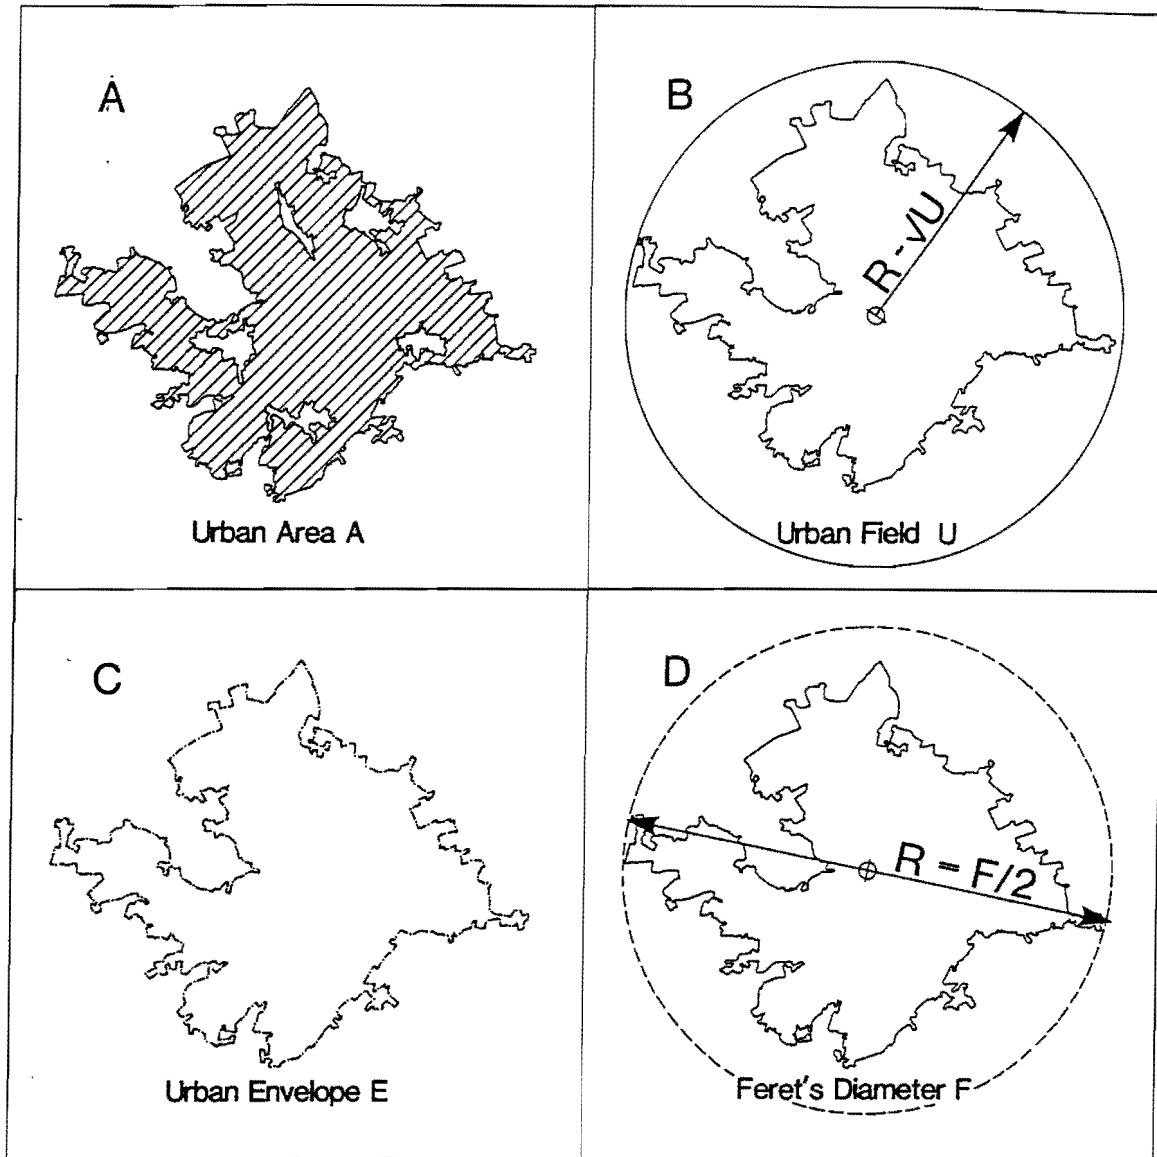 A
Urban Area A
B
R-√U
Urban Field U
C
Urban Envelope E
D
R = F/2
Feret's Diameter F